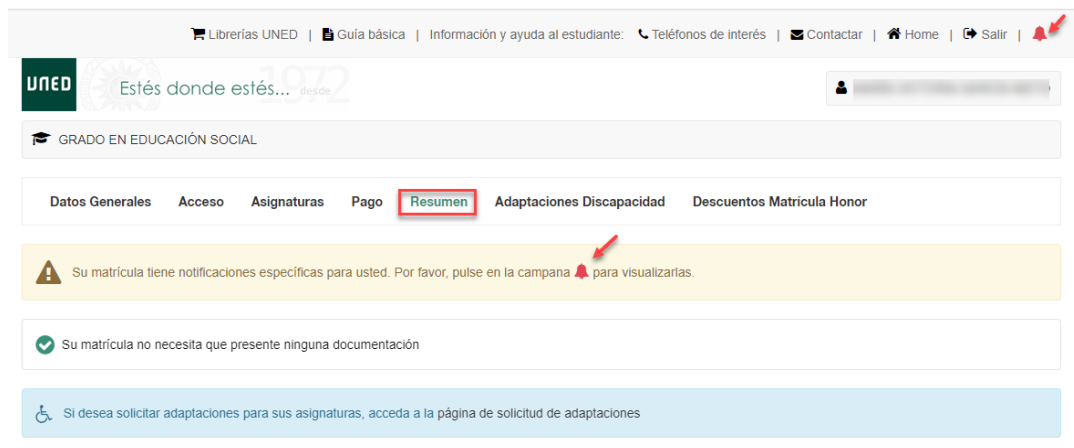 Librerías UNED | Guía básica | Información y ayuda al estudiante: Teléfonos de interés | Contactar | Home | Salir |
UNED Estés donde estés... desde 1972
GRADO EN EDUCACIÓN SOCIAL
Datos Generales Acceso Asignaturas Pago Resumen Adaptaciones Discapacidad Descuentos Matrícula Honor
Su matrícula tiene notificaciones específicas para usted. Por favor, pulse en la campana para visualizarlas.
Su matrícula no necesita que presente ninguna documentación
Si desea solicitar adaptaciones para sus asignaturas, acceda a la página de solicitud de adaptaciones